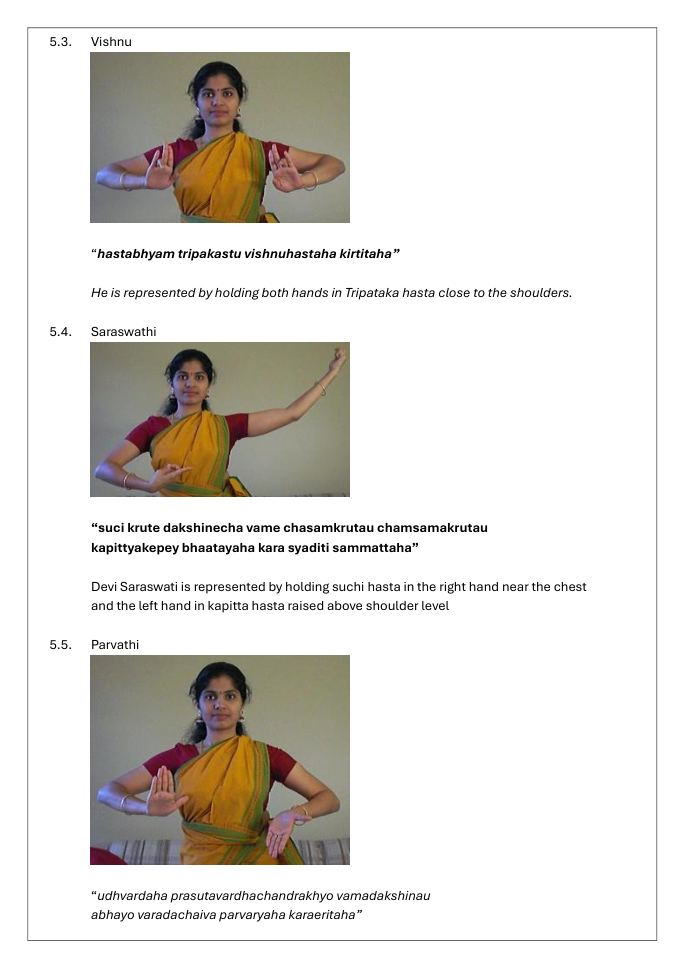 5.3. Vishnu
“hastabhyam tripakastu vishnuhastaha kirtitaha”
He is represented by holding both hands in Tripataka hasta close to the shoulders.
5.4. Saraswathi
“suci krute dakshinecha vame chasamkrutau chamsamakrutau
kapittyakepey bhaatayaha kara syaditi sammattaha”
Devi Saraswati is represented by holding suchi hasta in the right hand near the chest
and the left hand in kapitta hasta raised above shoulder level
5.5. Parvathi
“udhvardaha prasutavardhachandrakhyo vamadakshinau
abhayo varadachaiva parvaryaha karaeritaha”